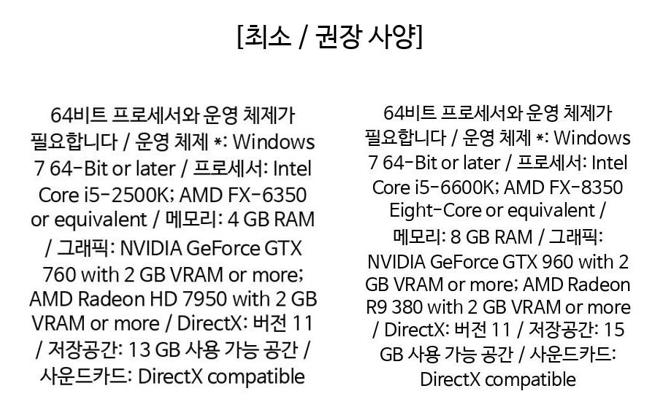 [최소 / 권장 사양]
64비트 프로세서와 운영 체제가
필요합니다 / 운영 체제 *: Windows
7 64-Bit or later / 프로세서: Intel
Core i5-2500K; AMD FX-6350
or equivalent / 메모리: 4 GB RAM
/ 그래픽: NVIDIA GeForce GTX
760 with 2 GB VRAM or more;
AMD Radeon HD 7950 with 2 GB
VRAM or more / DirectX: 버전 11
/ 저장공간: 13 GB 사용 가능 공간 /
사운드카드: DirectX compatible
64비트 프로세서와 운영 체제가
필요합니다 / 운영 체제 *: Windows
7 64-Bit or later / 프로세서: Intel
Core i5-6600K; AMD FX-8350
Eight-Core or equivalent /
메모리: 8 GB RAM / 그래픽:
NVIDIA GeForce GTX 960 with 2
GB VRAM or more; AMD Radeon
R9 380 with 2 GB VRAM or more
/ DirectX: 버전 11 / 저장공간: 15
GB 사용 가능 공간 / 사운드카드:
DirectX compatible